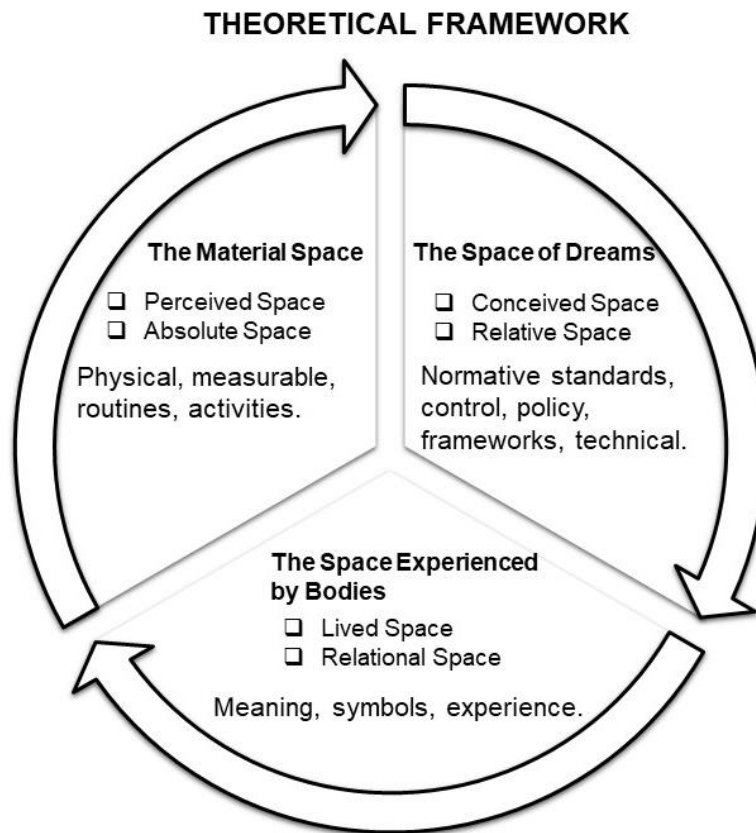 THEORETICAL FRAMEWORK
The Material Space
❑ Perceived Space
❑ Absolute Space
Physical, measurable,
routines, activities.
The Space of Dreams
❑ Conceived Space
❑ Relative Space
Normative standards,
control, policy,
frameworks, technical.
The Space Experienced
by Bodies
❑ Lived Space
❑ Relational Space
Meaning, symbols, experience.